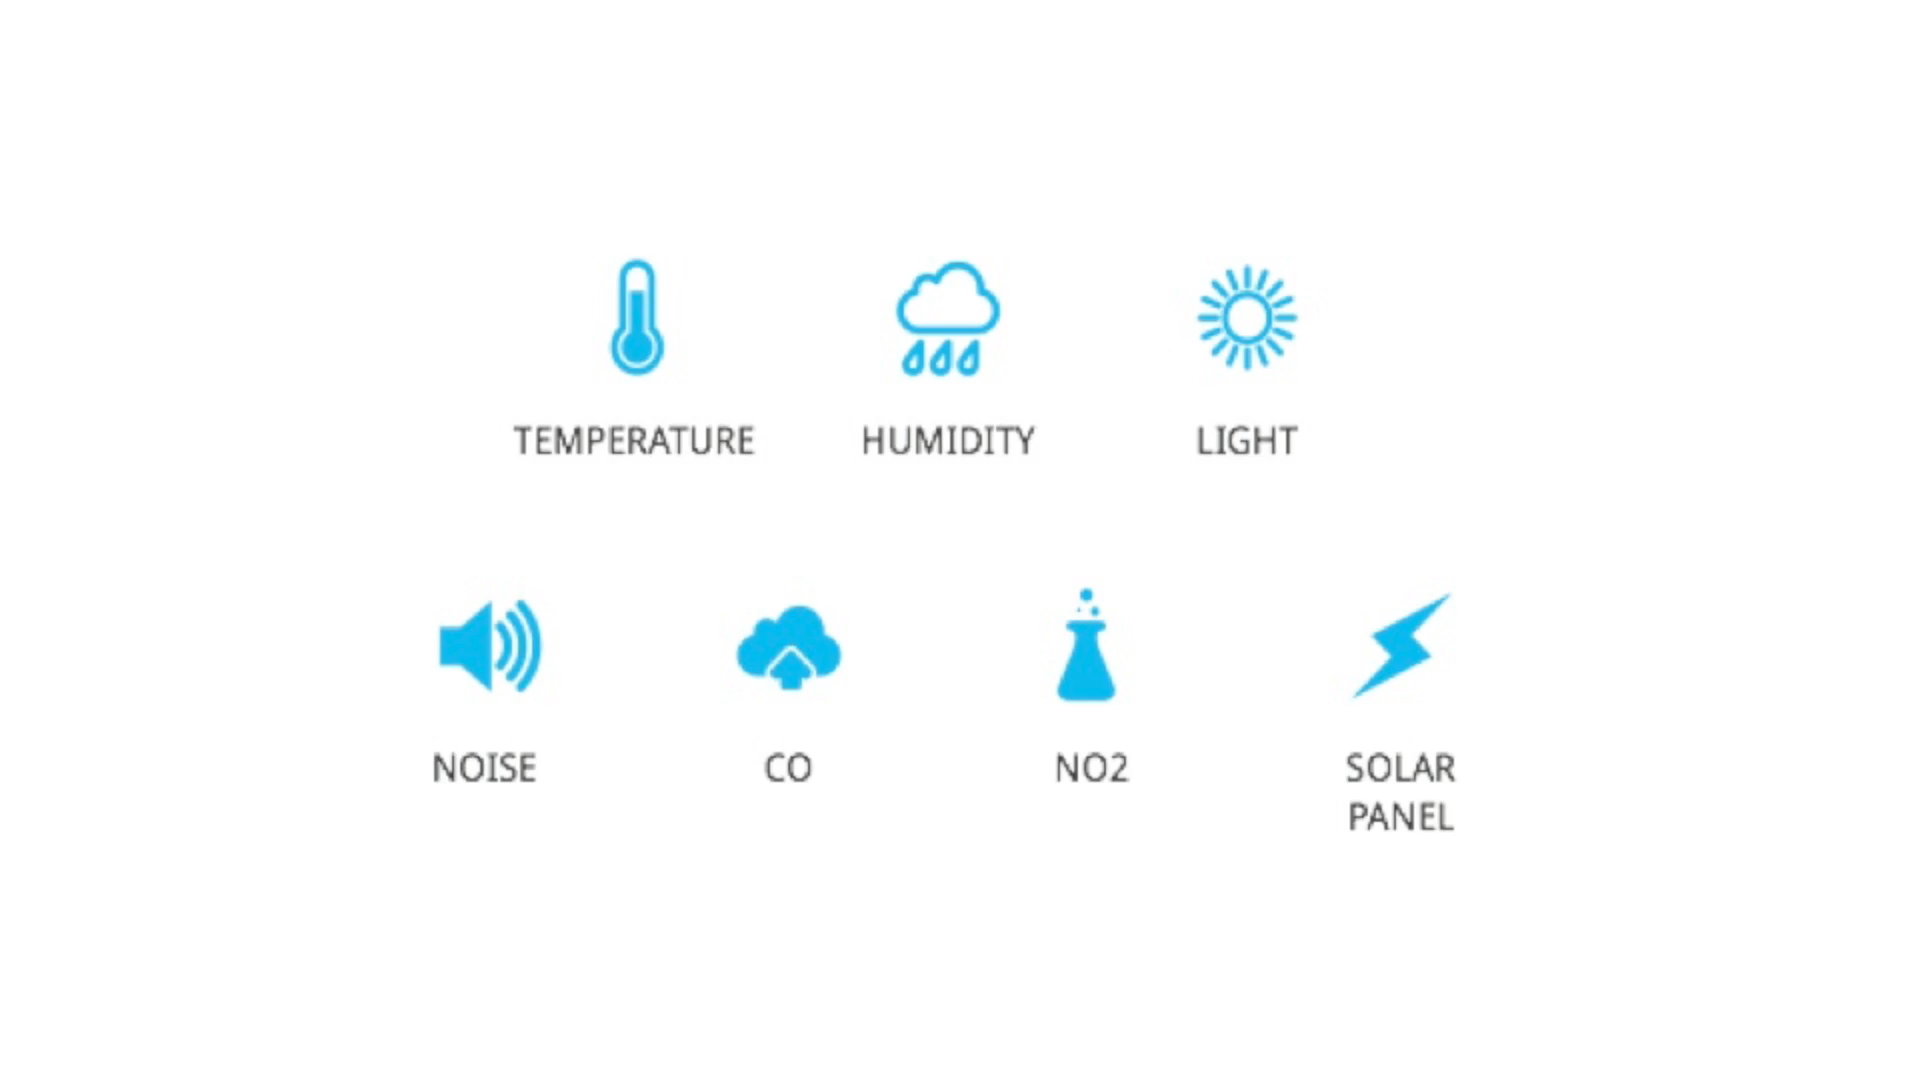 TEMPERATURE
HUMIDITY
LIGHT
NOISE
CO
NO2
SOLAR
PANEL